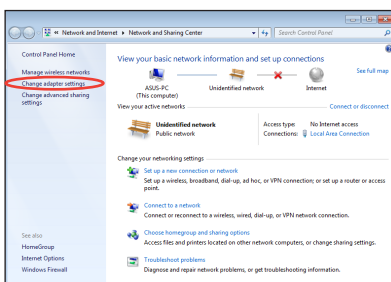 « Network and Internet ▸ Network and Sharing Center
Search Control Panel
Control Panel Home
Manage wireless networks
Change adapter settings
Change advanced sharing
settings
See also
HomeGroup
Internet Options
Windows Firewall
View your basic network information and set up connections
See full map
ASUS-PC
(This computer)
Unidentified network
Internet
View your active networks
Connect or disconnect
Unidentified network
Public network
Access type: No Internet access
Connections: Local Area Connection
Change your networking settings
Set up a new connection or network
Set up a wireless, broadband, dial-up, ad hoc, or VPN connection; or set up a router or access
point.
Connect to a network
Connect or reconnect to a wireless, wired, dial-up, or VPN network connection.
Choose homegroup and sharing options
Access files and printers located on other network computers, or change sharing settings.
Troubleshoot problems
Diagnose and repair network problems, or get troubleshooting information.